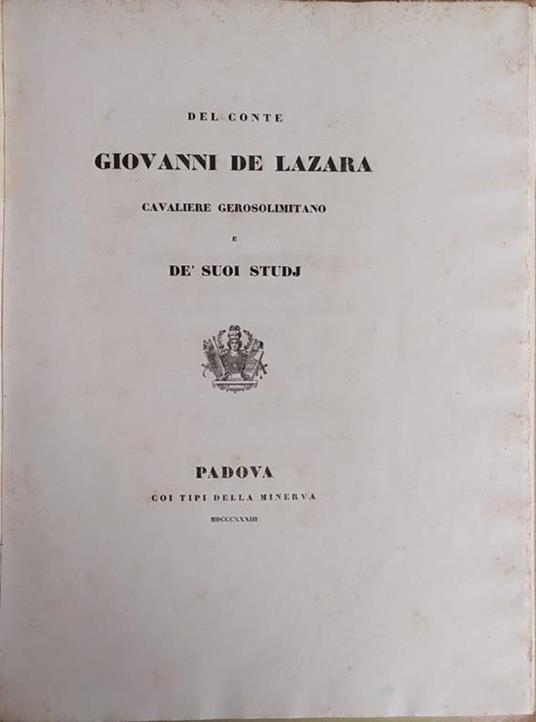 DEL CONTE
GIOVANNI DE LAZARA
CAVALIERE GEROSOLIMITANO
E
DE' SUOI STUDJ
PADOVA
COI TIPI DELLA MINERVA
MDCCCXXXIII